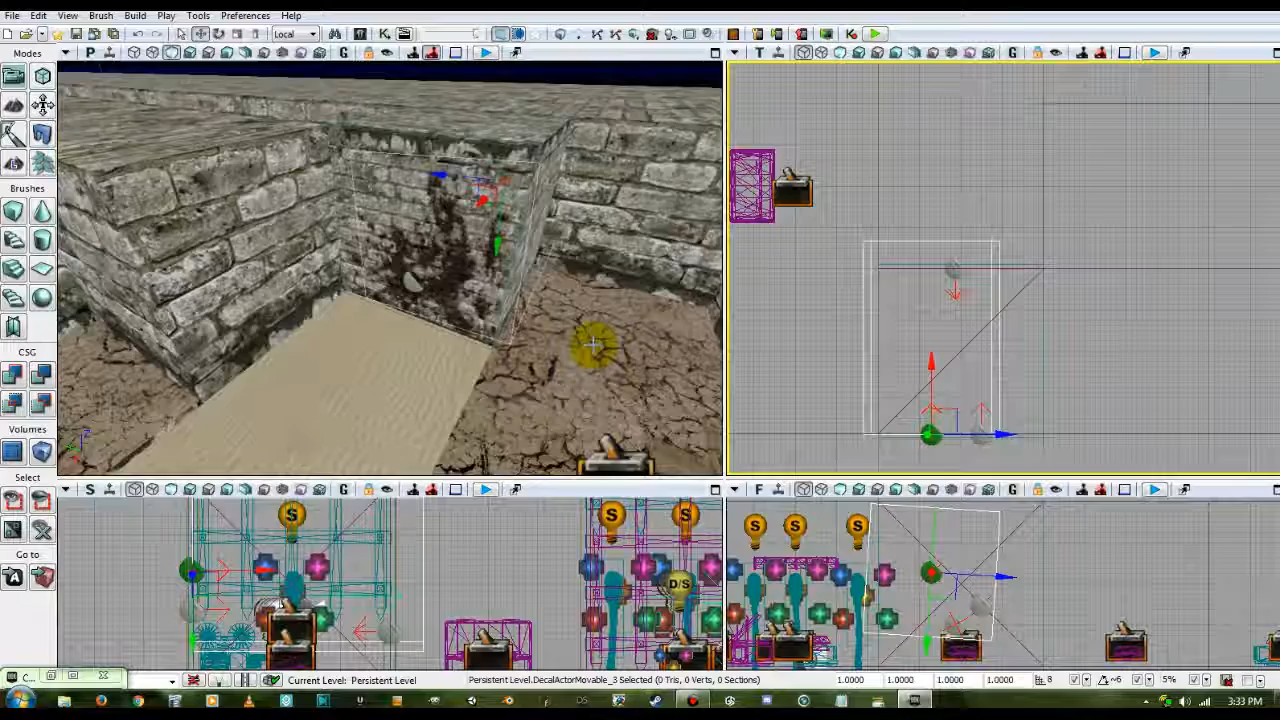 File Edit View Brush Build Play Tools Preferences Help
Local
Modes
P G
T G
Brushes
CSG
Volumes
Select
Go to
S G
F G
S S S
D/S
S S S
C...
Current Level: Persistent Level
Persistent Level.DecalActorMovable_3 Selected (0 Tris, 0 Verts, 0 Sections)
1.0000 1.0000 1.0000 1.0000
8
6
5%
3:33 PM